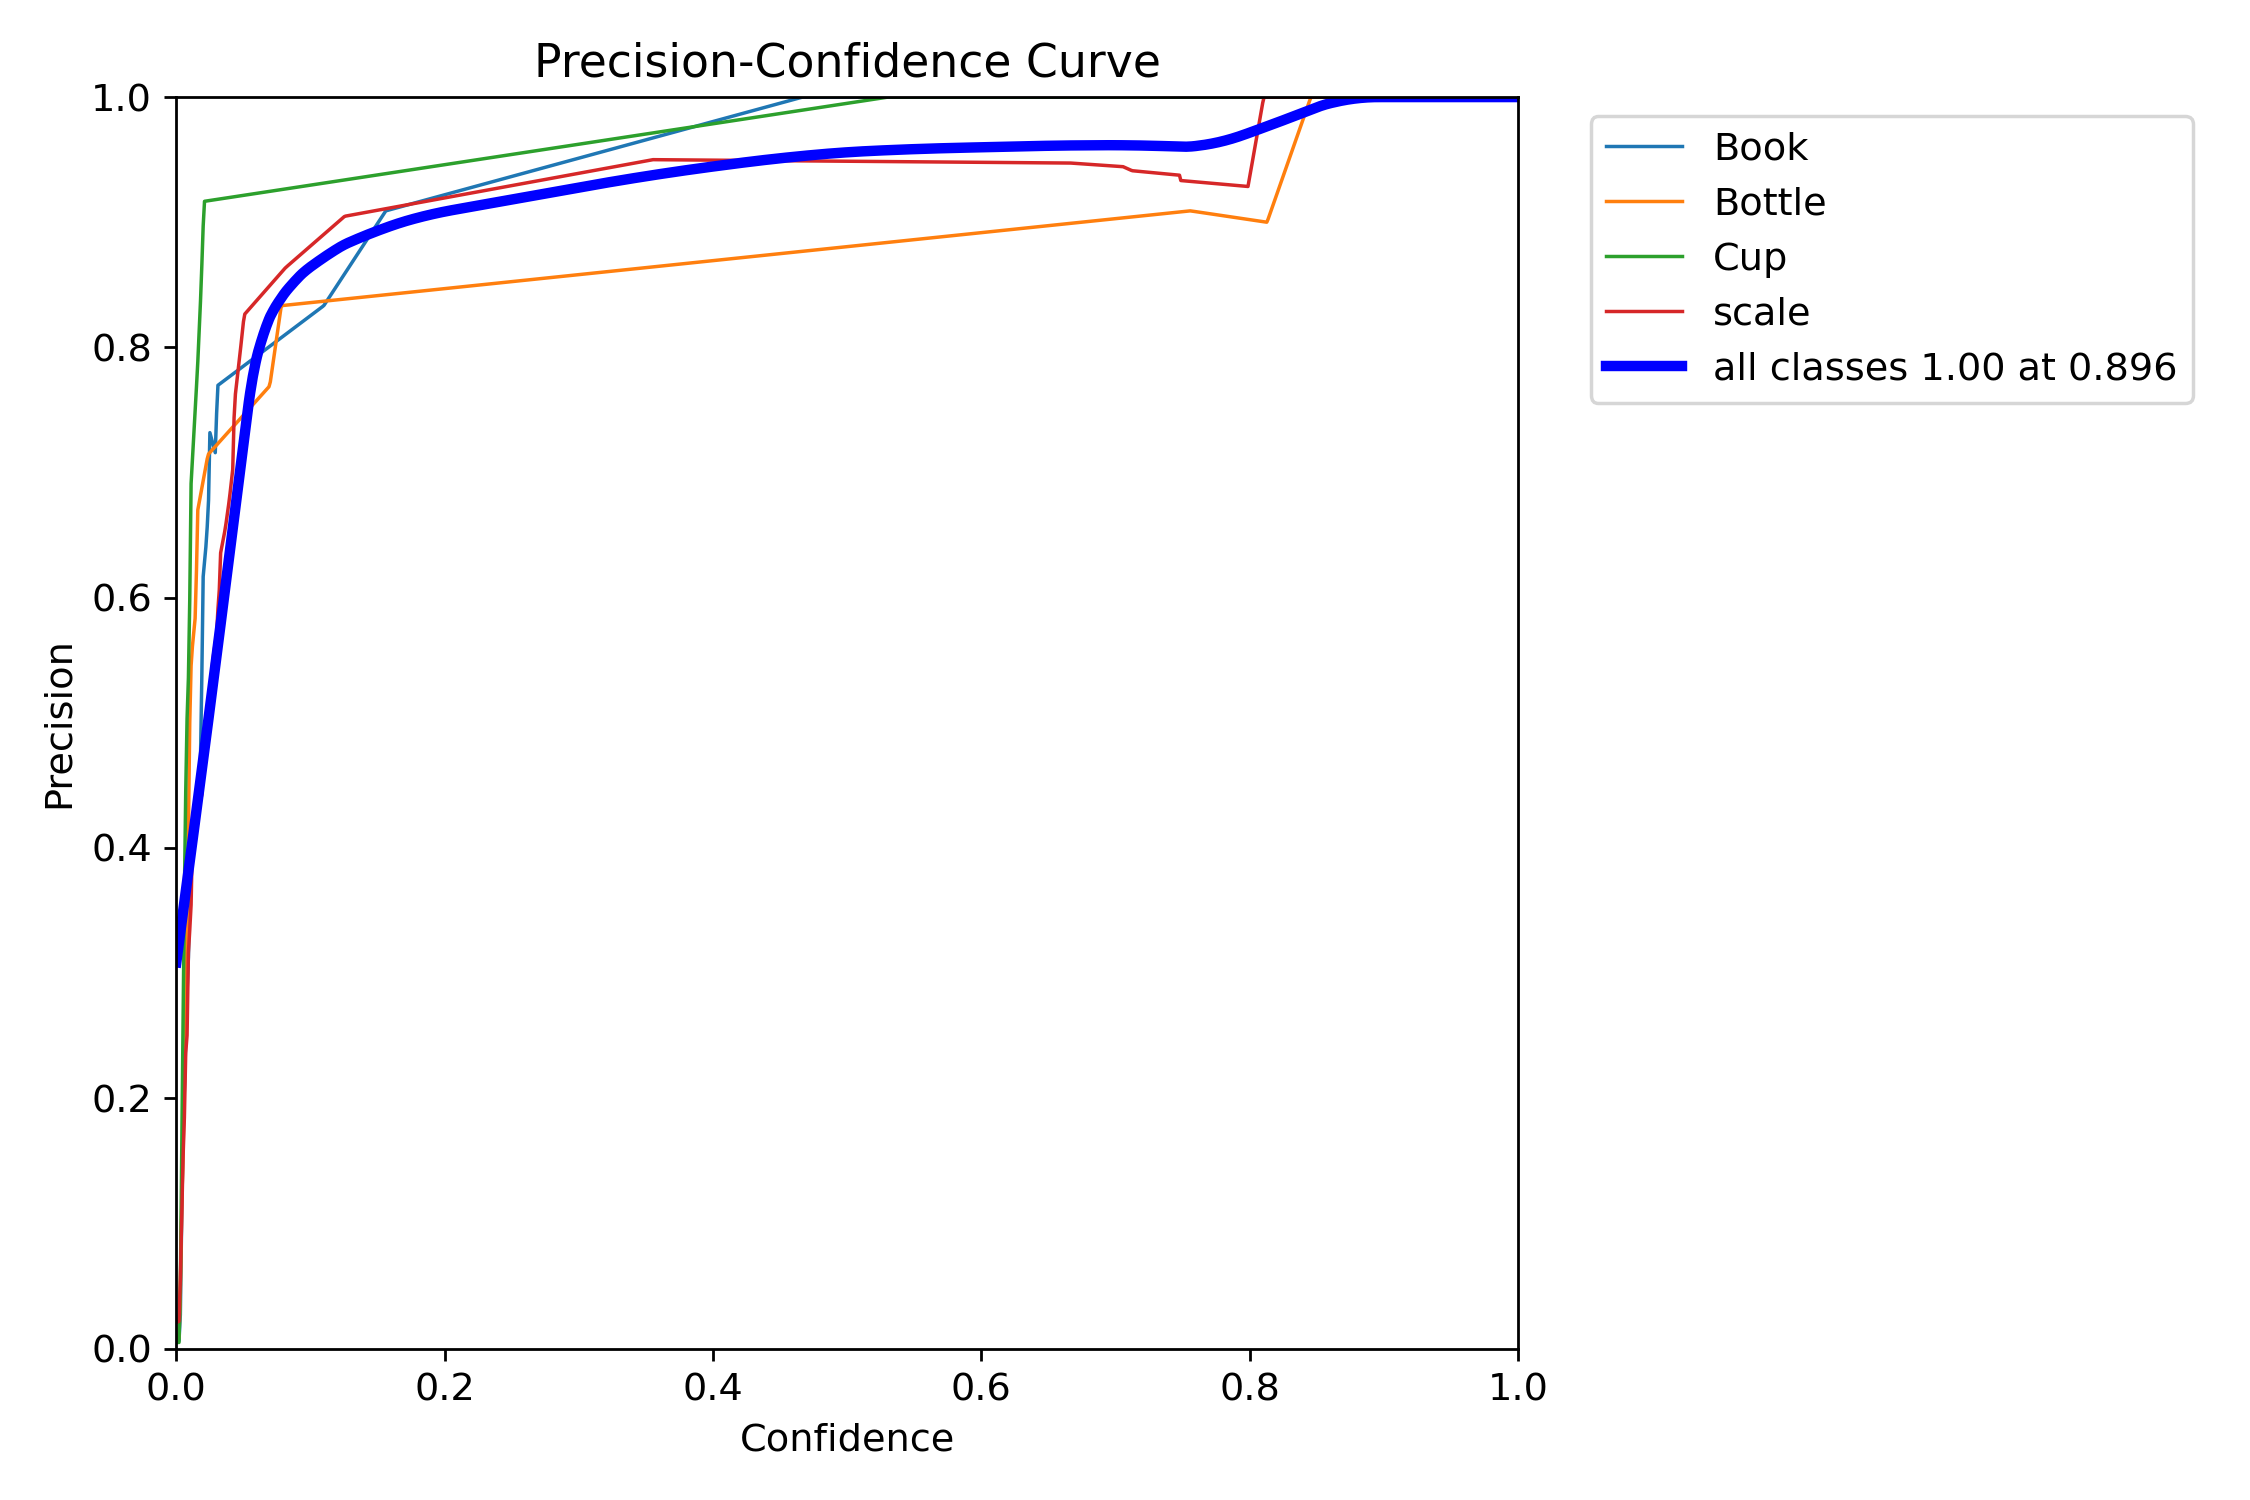 Precision-Confidence Curve
1.0
0.8
0.6
0.4
0.2
0.0
Precision
0.0 0.2 0.4 0.6 0.8 1.0
Confidence
Book
Bottle
Cup
scale
all classes 1.00 at 0.896